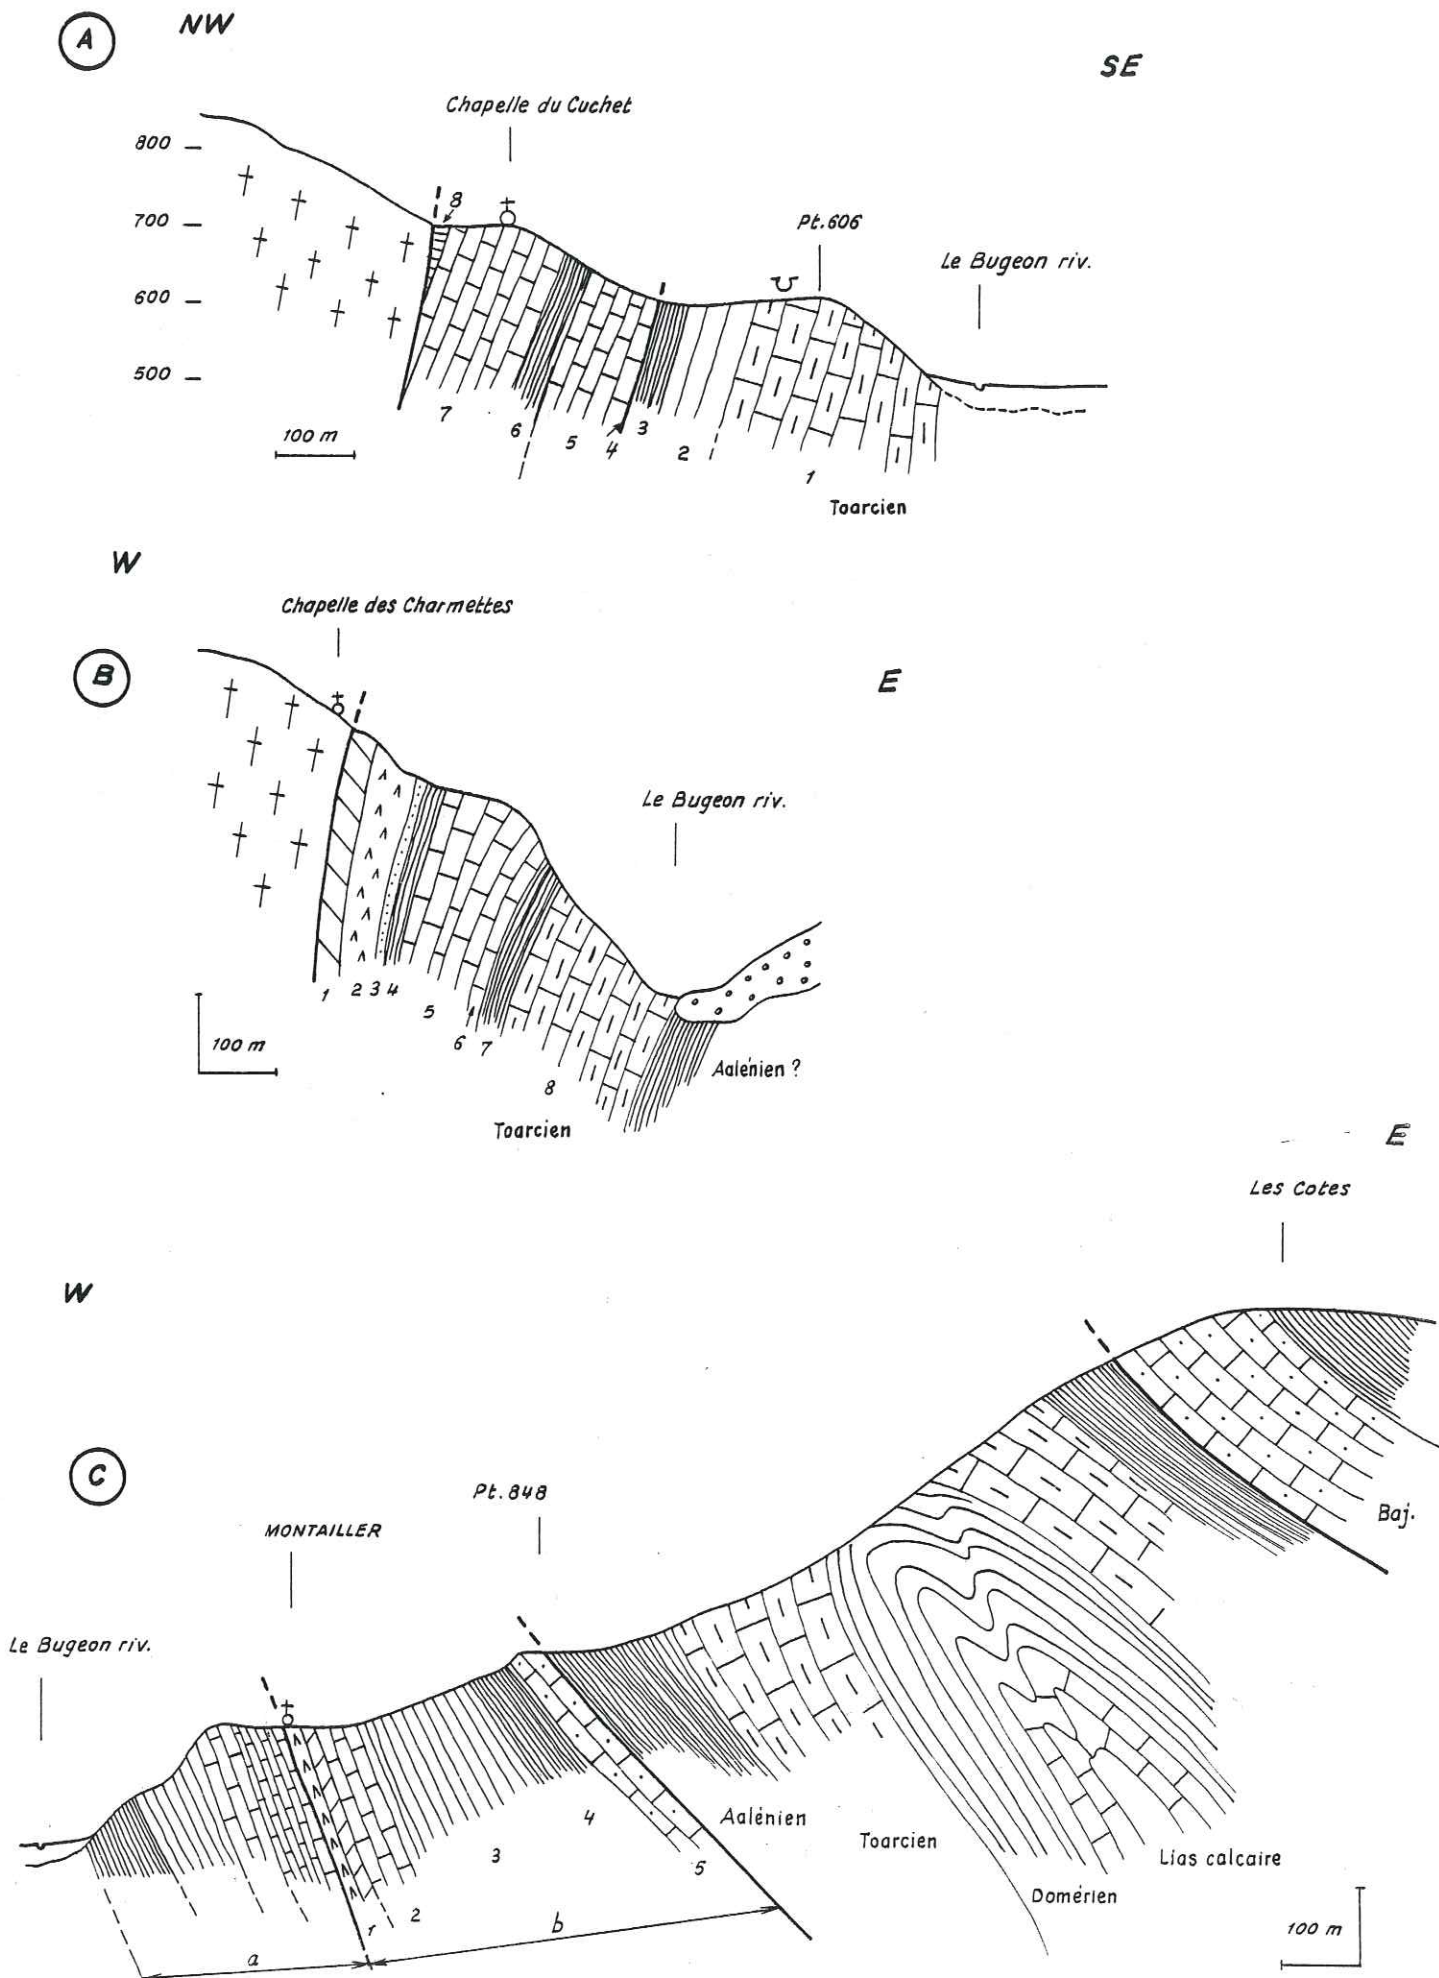 A
NW
SE
Chapelle du Cuchet
800
700
600
500
8
Pt.606
Le Bugeon riv.
7
6
5
4
3
2
1
100 m
Toarcien
W
Chapelle des Charmettes
B
E
Le Bugeon riv.
1 2 3 4
5
6 7
8
100 m
Aalénien ?
Toarcien
E
Les Cotes
W
C
Pt.848
MONTAILLER
Le Bugeon riv.
Baj.
4
Aalénien
3
5
Toarcien
Lias calcaire
Domérien
1
2
a
b
100 m